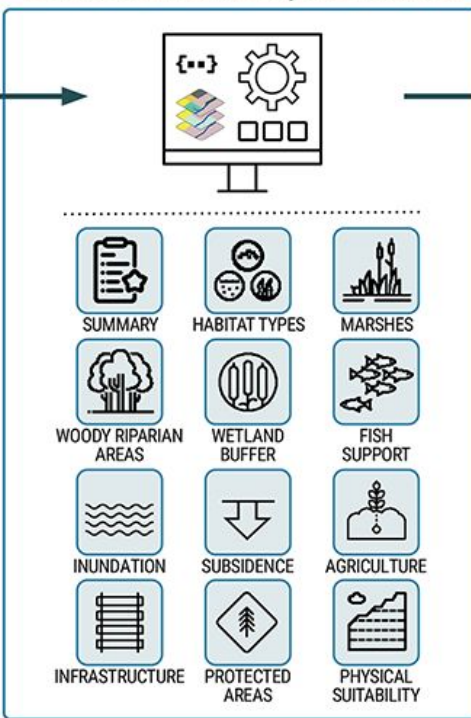 {••}
SUMMARY
HABITAT TYPES
MARSHES
WOODY RIPARIAN
AREAS
WETLAND
BUFFER
FISH
SUPPORT
INUNDATION
SUBSIDENCE
AGRICULTURE
INFRASTRUCTURE
PROTECTED
AREAS
PHYSICAL
SUITABILITY